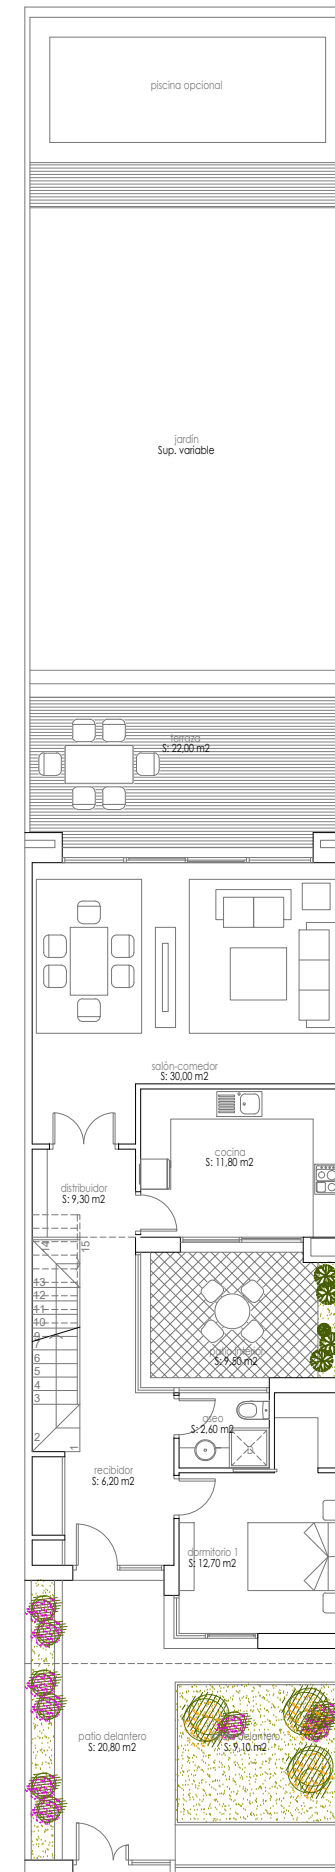 piscina opcional
jardín
Sup. variable
terraza
S: 22,00 m2
salón-comedor
S: 30,00 m2
cocina
S: 11,80 m2
distribuidor
S: 9,30 m2
14
15
13
12
11
10
9
7
6
5
4
3
2
1
patio interior
S: 9,50 m2
aseo
S: 2,60 m2
recibidor
S: 6,20 m2
dormitorio 1
S: 12,70 m2
patio delantero
S: 20,80 m2
delantero
S: 9,10 m2